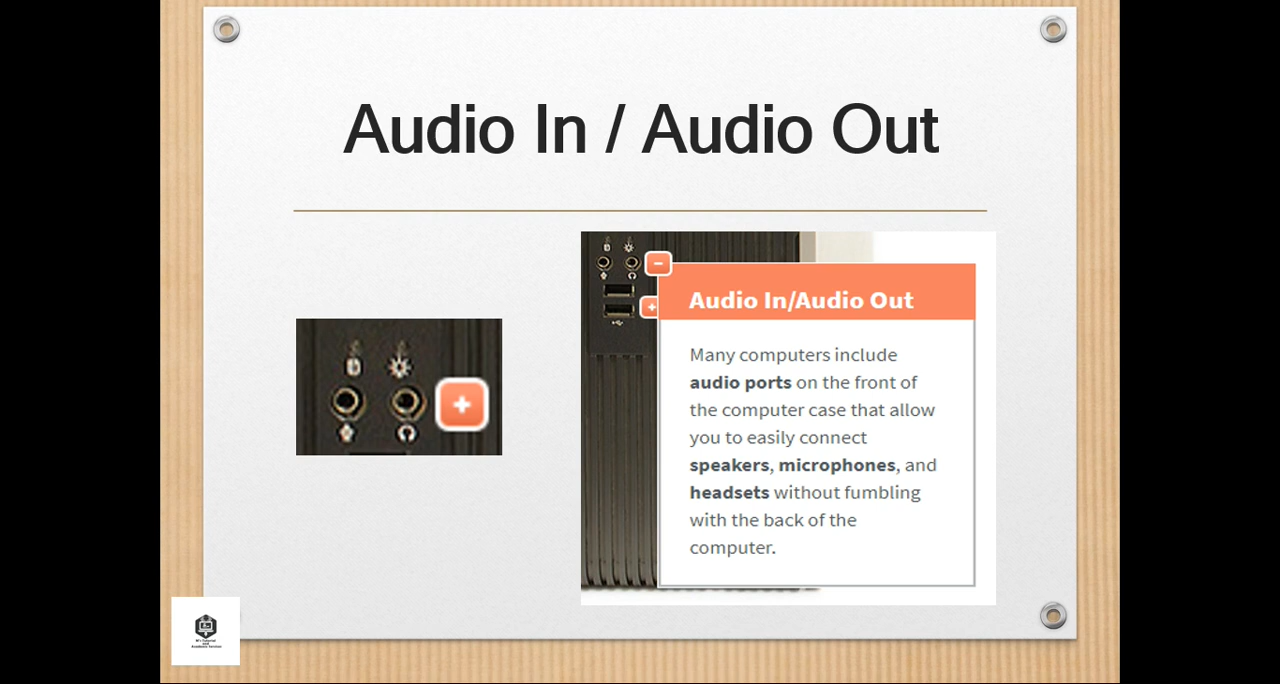 Audio In / Audio Out
Audio In/Audio Out
Many computers include
audio ports on the front of
the computer case that allow
you to easily connect
speakers, microphones, and
headsets without fumbling
with the back of the
computer.